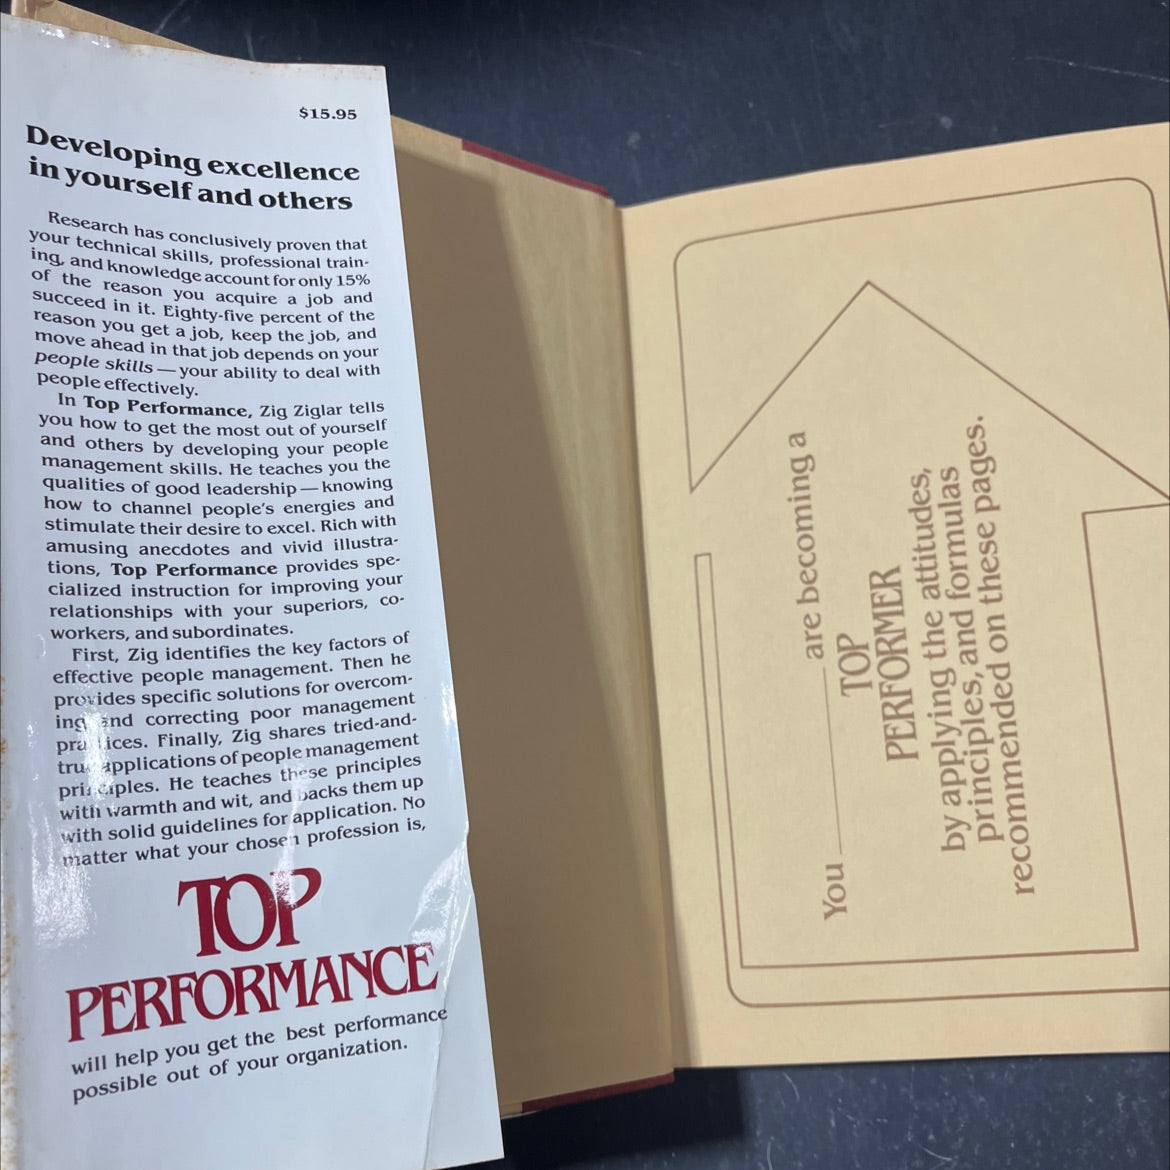 $15.95
Developing excellence
in yourself and others
Research has conclusively proven that
your technical skills, professional train-
ing, and knowledge account for only 15%
of the reason you acquire a job and
succeed in it. Eighty-five percent of the
reason you get a job, keep the job, and
move ahead in that job depends on your
people skills — your ability to deal with
people effectively.
In Top Performance, Zig Ziglar tells
you how to get the most out of yourself
and others by developing your people
management skills. He teaches you the
qualities of good leadership — knowing
how to channel people's energies and
stimulate their desire to excel. Rich with
amusing anecdotes and vivid illustra-
tions, Top Performance provides spe-
cialized instruction for improving your
relationships with your superiors, co-
workers, and subordinates.
First, Zig identifies the key factors of
effective people management. Then he
provides specific solutions for overcom-
ing and correcting poor management
practices. Finally, Zig shares tried-and-
true applications of people management
principles. He teaches these principles
with warmth and wit, and backs them up
with solid guidelines for application. No
matter what your chosen profession is,
TOP
PERFORMANCE
will help you get the best performance
possible out of your organization.
You are becoming a
TOP
PERFORMER
by applying the attitudes,
principles, and formulas
recommended on these pages.